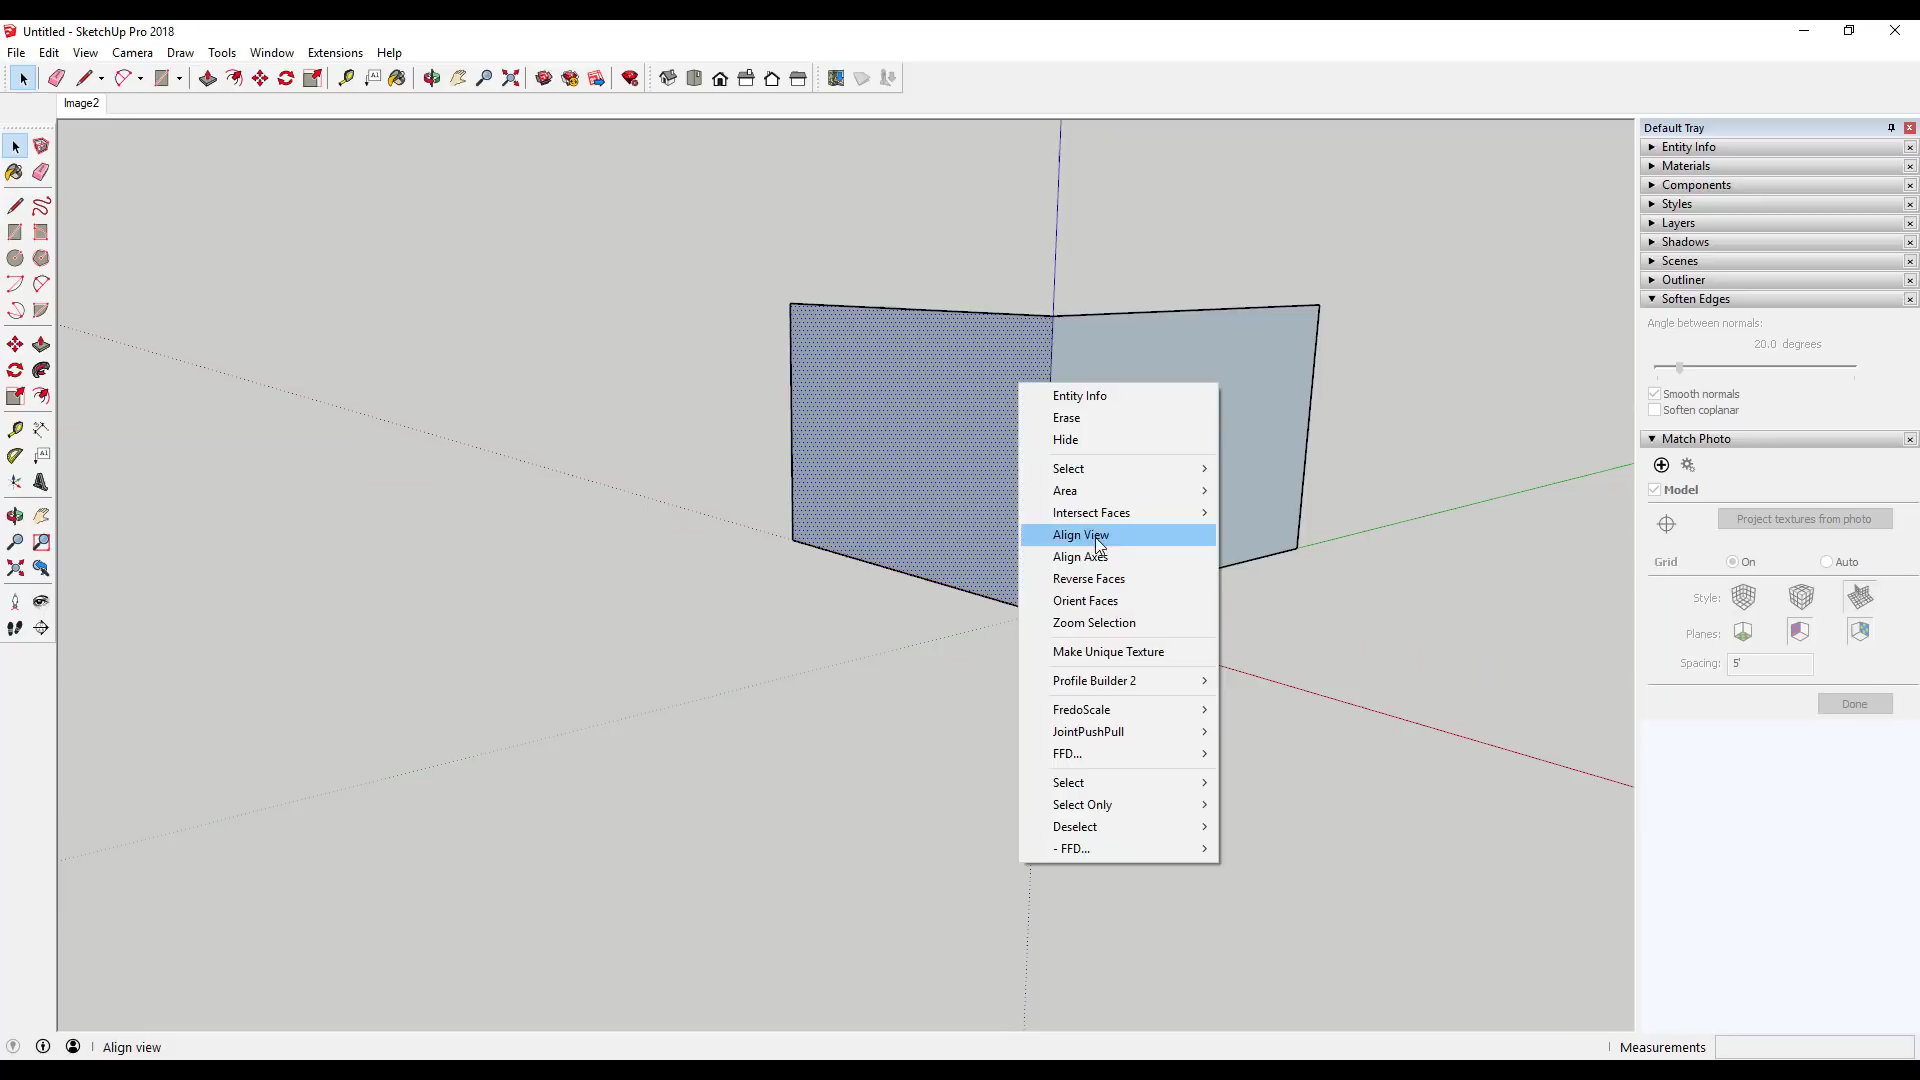 Untitled - SketchUp Pro 2018
File Edit View Camera Draw Tools Window Extensions Help
Image2
Default Tray
Entity Info
Materials
Components
Styles
Layers
Shadows
Scenes
Outliner
Soften Edges
Angle between normals:
20.0 degrees
Smooth normals
Soften coplanar
Match Photo
Model
Project textures from photo
Grid On Auto
Style:
Planes:
Spacing: 5'
Done
Entity Info
Erase
Hide
Select
Area
Intersect Faces
Align View
Align Axes
Reverse Faces
Orient Faces
Zoom Selection
Make Unique Texture
Profile Builder 2
FredoScale
JointPushPull
FFD...
Select
Select Only
Deselect
- FFD...
Align view
Measurements